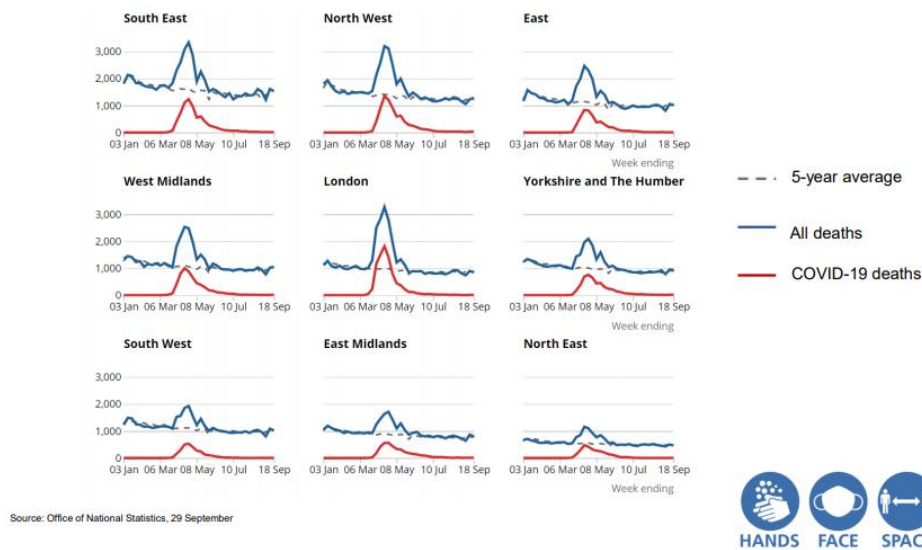 South East
North West
East
3,000
2,000
1,000
0
03 Jan 06 Mar 08 May 10 Jul 18 Sep
03 Jan 06 Mar 08 May 10 Jul 18 Sep
03 Jan 06 Mar 08 May 10 Jul 18 Sep
Week ending
West Midlands
London
Yorkshire and The Humber
3,000
2,000
1,000
0
03 Jan 06 Mar 08 May 10 Jul 18 Sep
03 Jan 06 Mar 08 May 10 Jul 18 Sep
03 Jan 06 Mar 08 May 10 Jul 18 Sep
Week ending
South West
East Midlands
North East
3,000
2,000
1,000
0
03 Jan 06 Mar 08 May 10 Jul 18 Sep
03 Jan 06 Mar 08 May 10 Jul 18 Sep
03 Jan 06 Mar 08 May 10 Jul 18 Sep
Week ending
5-year average
All deaths
COVID-19 deaths
Source: Office of National Statistics, 29 September
HANDS FACE SPAC